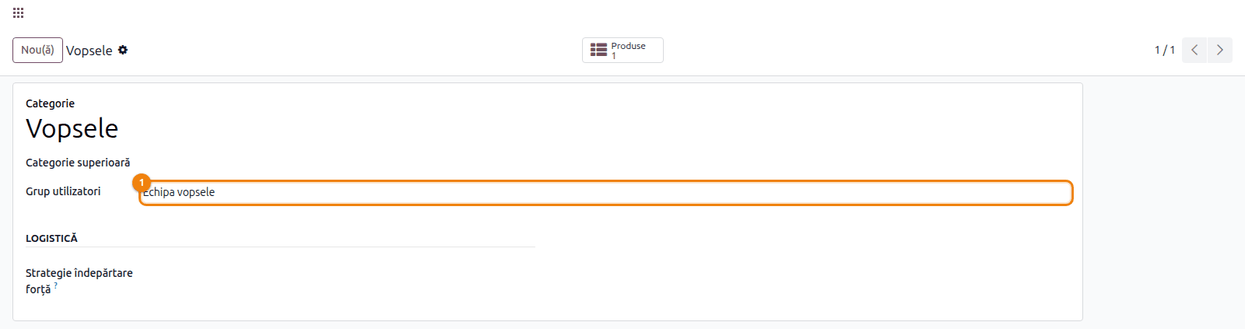 Nou(ă) Vopsele
Produse
1
1 / 1
Categorie
Vopsele
Categorie superioară
Grup utilizatori
1
Echipa vopsele
LOGISTICĂ
Strategie îndepărtare
forță ?